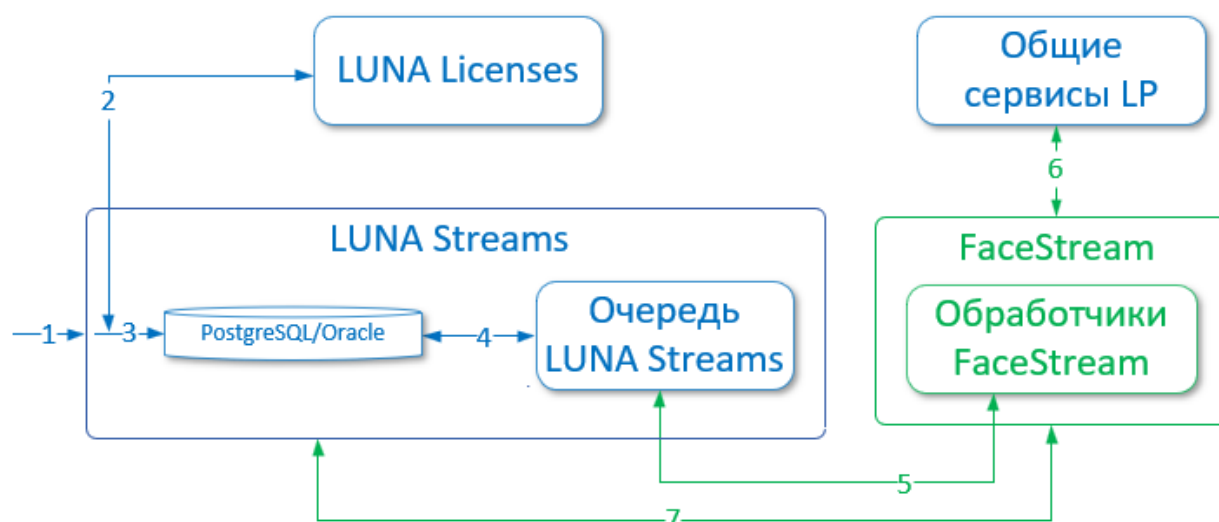 LUNA Licenses
Общие
сервисы LP
2
6
LUNA Streams
FaceStream
1
3
PostgreSQL/Oracle
4
Очередь
LUNA Streams
Обработчики
FaceStream
5
7